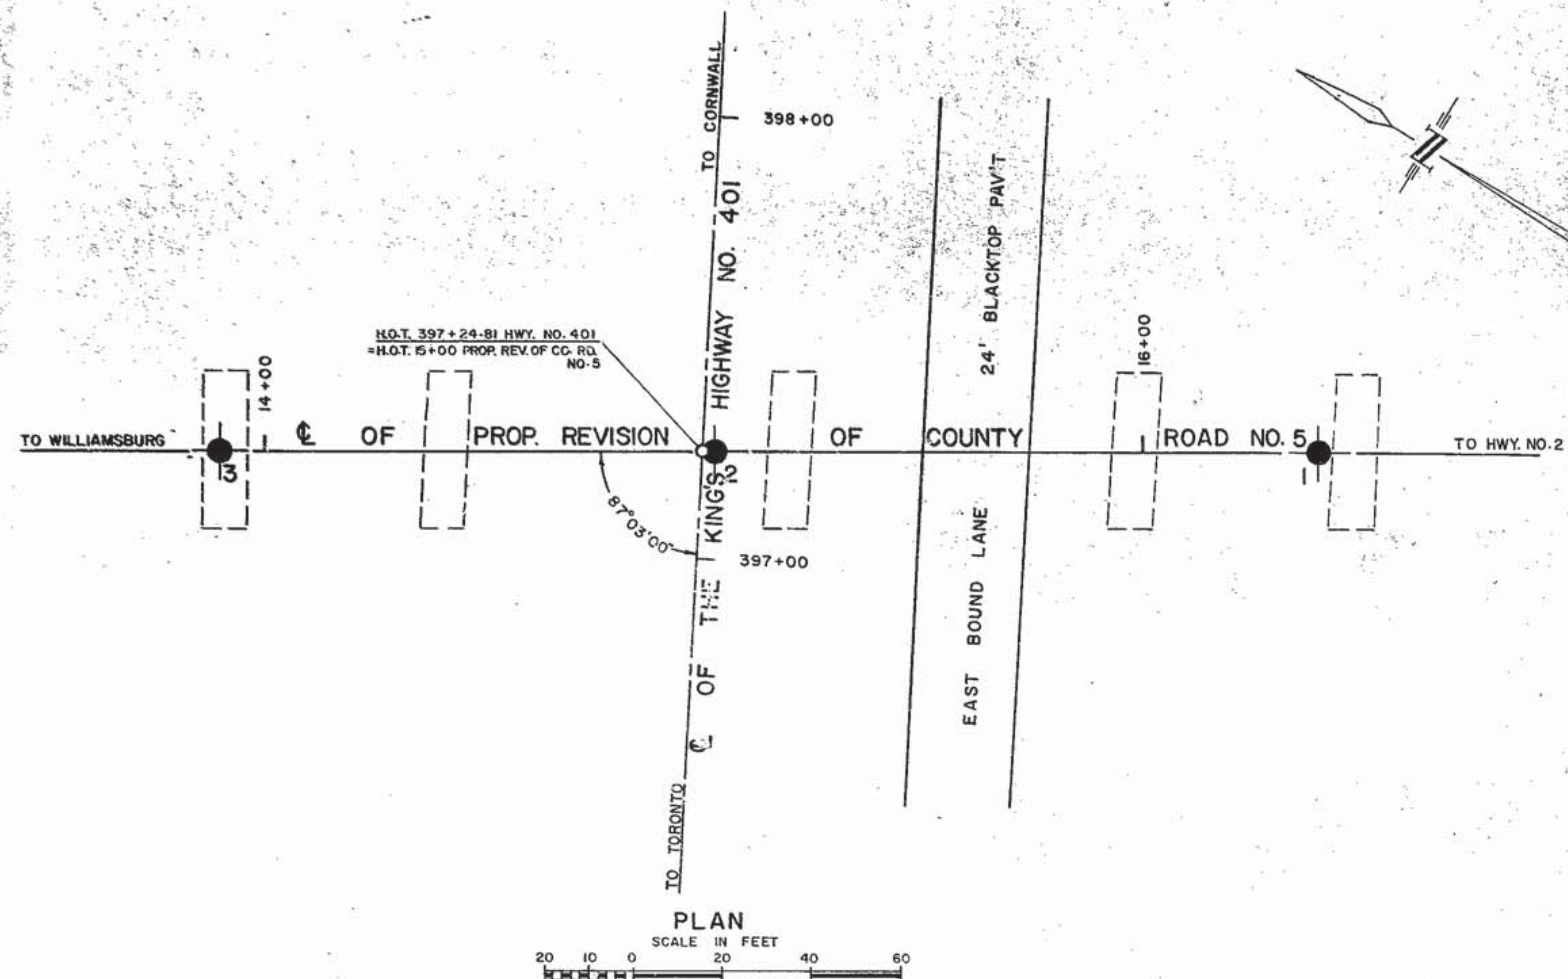 TO CORNWALL
398+00
24' BLACKTOP PAV'T
H.O.T. 397+24·81 HWY. NO. 401
=H.O.T. 15+00 PROP. REV. OF CO. RD.
NO·5
14+00
16+00
TO WILLIAMSBURG
℄ OF PROP. REVISION OF COUNTY ROAD NO. 5
TO HWY. NO. 2
3
2
1
87°03'00"
397+00
℄ OF THE KING'S HIGHWAY NO. 401
EAST BOUND LANE
TO TORONTO
PLAN
SCALE IN FEET
20 10 0 20 40 60